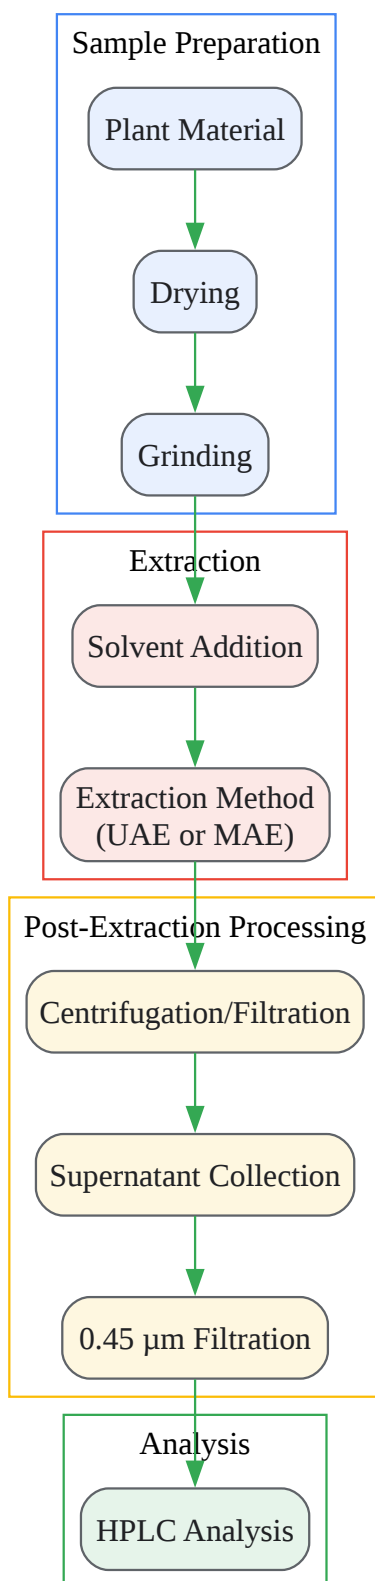 Sample Preparation
Plant Material
Drying
Grinding
Extraction
Solvent Addition
Extraction Method
(UAE or MAE)
Post-Extraction Processing
Centrifugation/Filtration
Supernatant Collection
0.45 µm Filtration
Analysis
HPLC Analysis